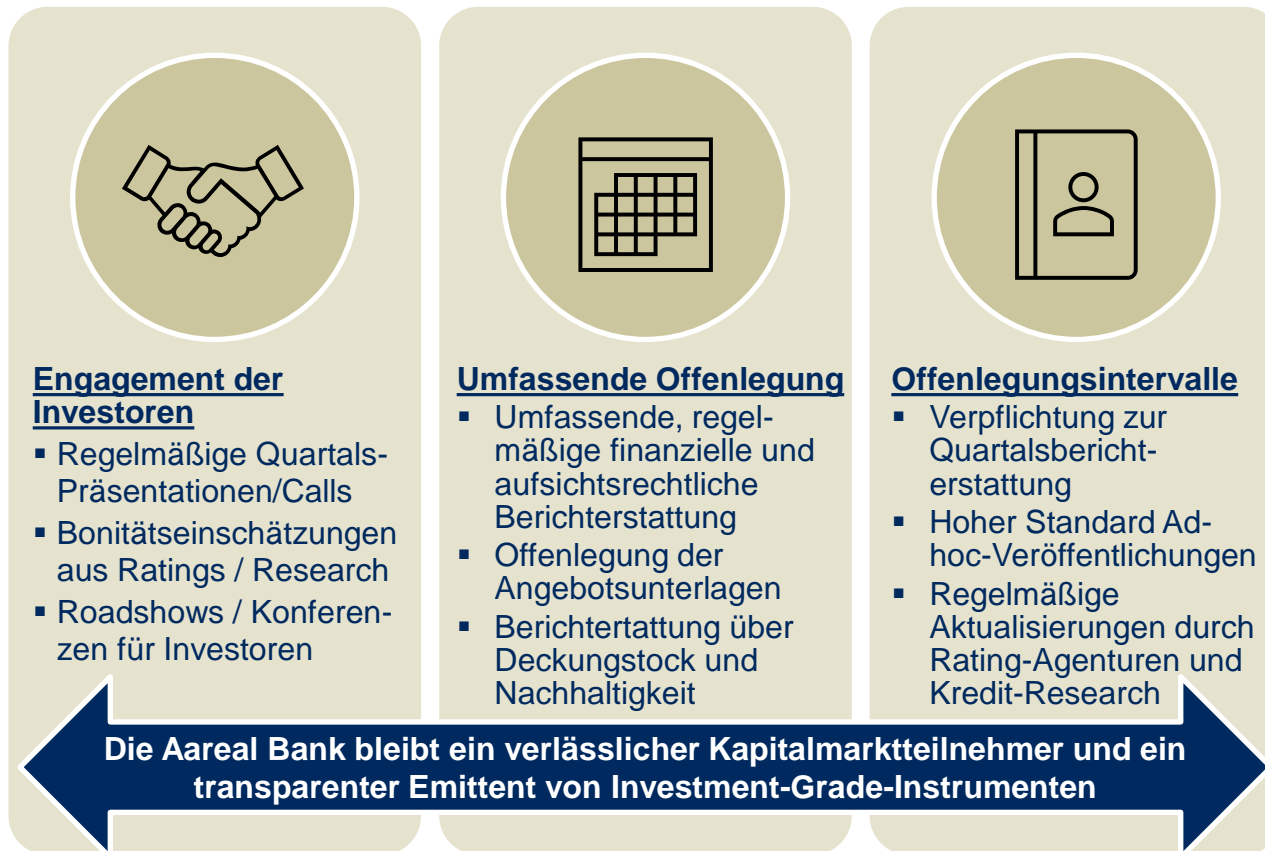 Engagement der
Investoren
▪ Regelmäßige Quartals-
Präsentationen/Calls
▪ Bonitätseinschätzungen
aus Ratings / Research
▪ Roadshows / Konferen-
zen für Investoren
Umfassende Offenlegung
▪ Umfassende, regel-
mäßige finanzielle und
aufsichtsrechtliche
Berichterstattung
▪ Offenlegung der
Angebotsunterlagen
▪ Berichtertattung über
Deckungstock und
Nachhaltigkeit
Offenlegungsintervalle
▪ Verpflichtung zur
Quartalsbericht-
erstattung
▪ Hoher Standard Ad-
hoc-Veröffentlichungen
▪ Regelmäßige
Aktualisierungen durch
Rating-Agenturen und
Kredit-Research
Die Aareal Bank bleibt ein verlässlicher Kapitalmarktteilnehmer und ein
transparenter Emittent von Investment-Grade-Instrumenten